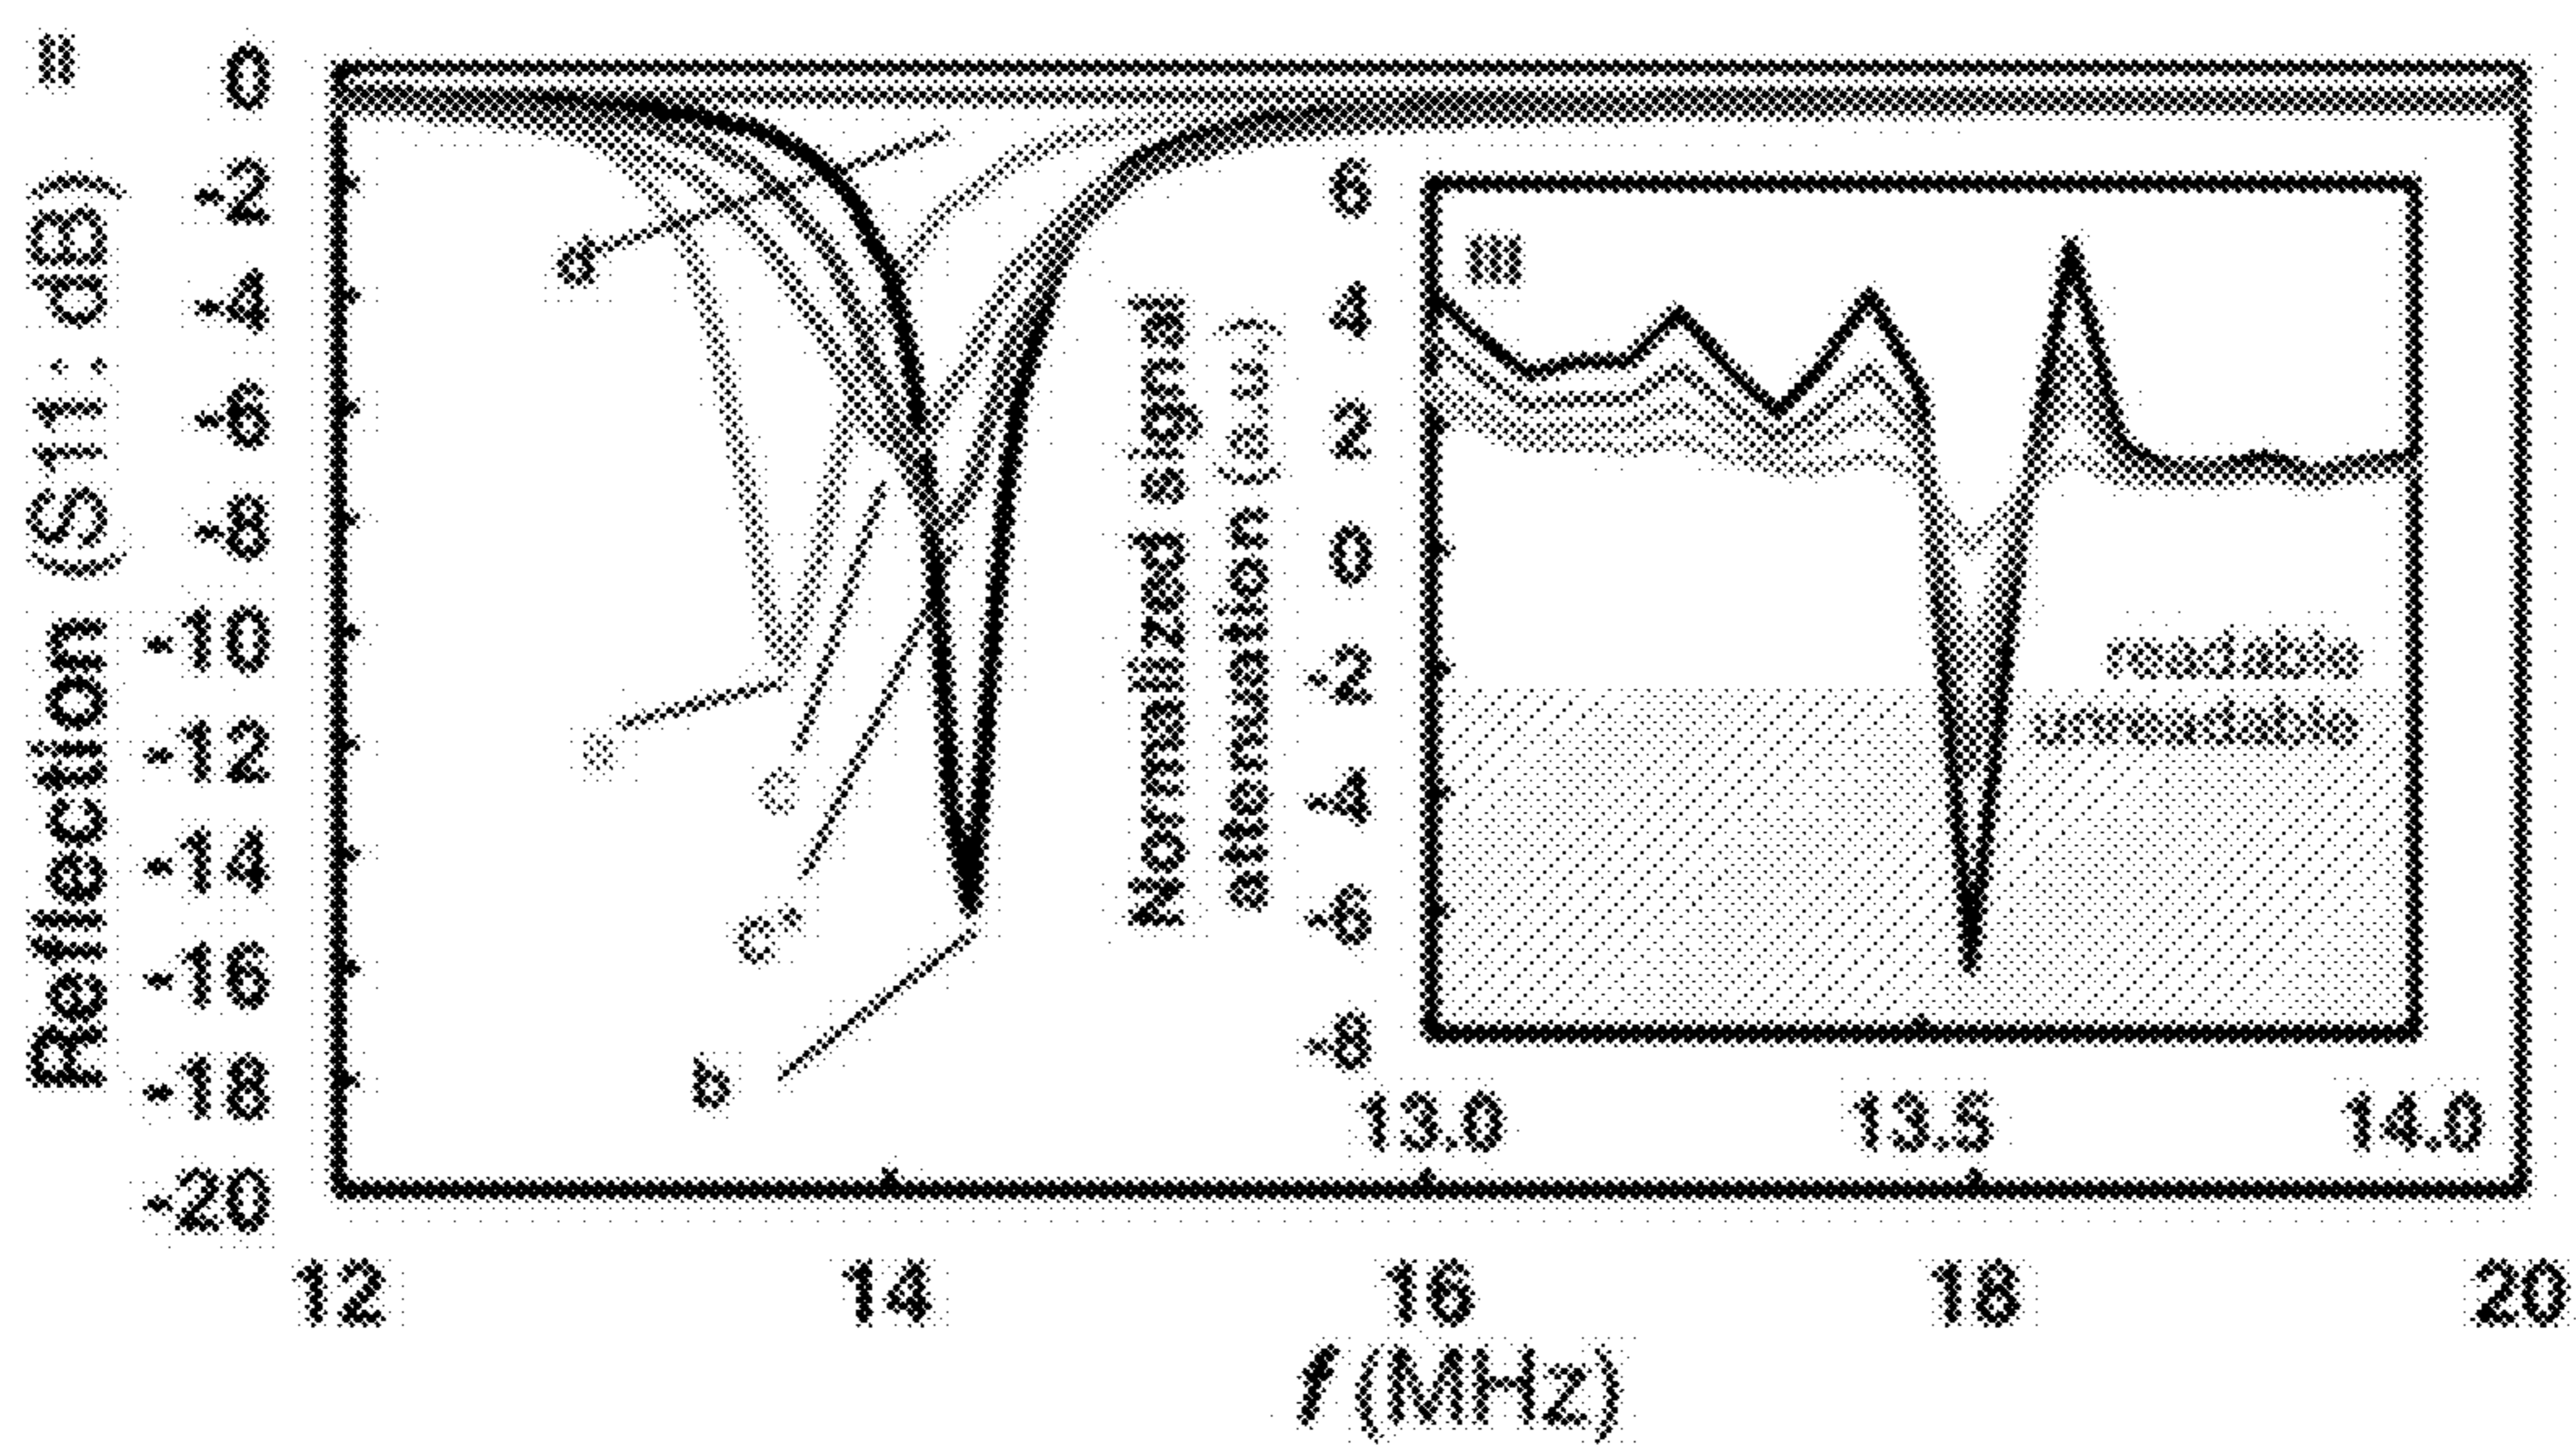 II
Reflection (S11: dB)
0
-2
-4
-6
-8
-10
-12
-14
-16
-18
-20
12
14
16
18
20
f (MHz)
c
c*
b
III
Normalized signal
attenuation (a.u.)
6
4
2
0
-2
-4
-6
-8
13.0
13.5
14.0
readable
unreadable